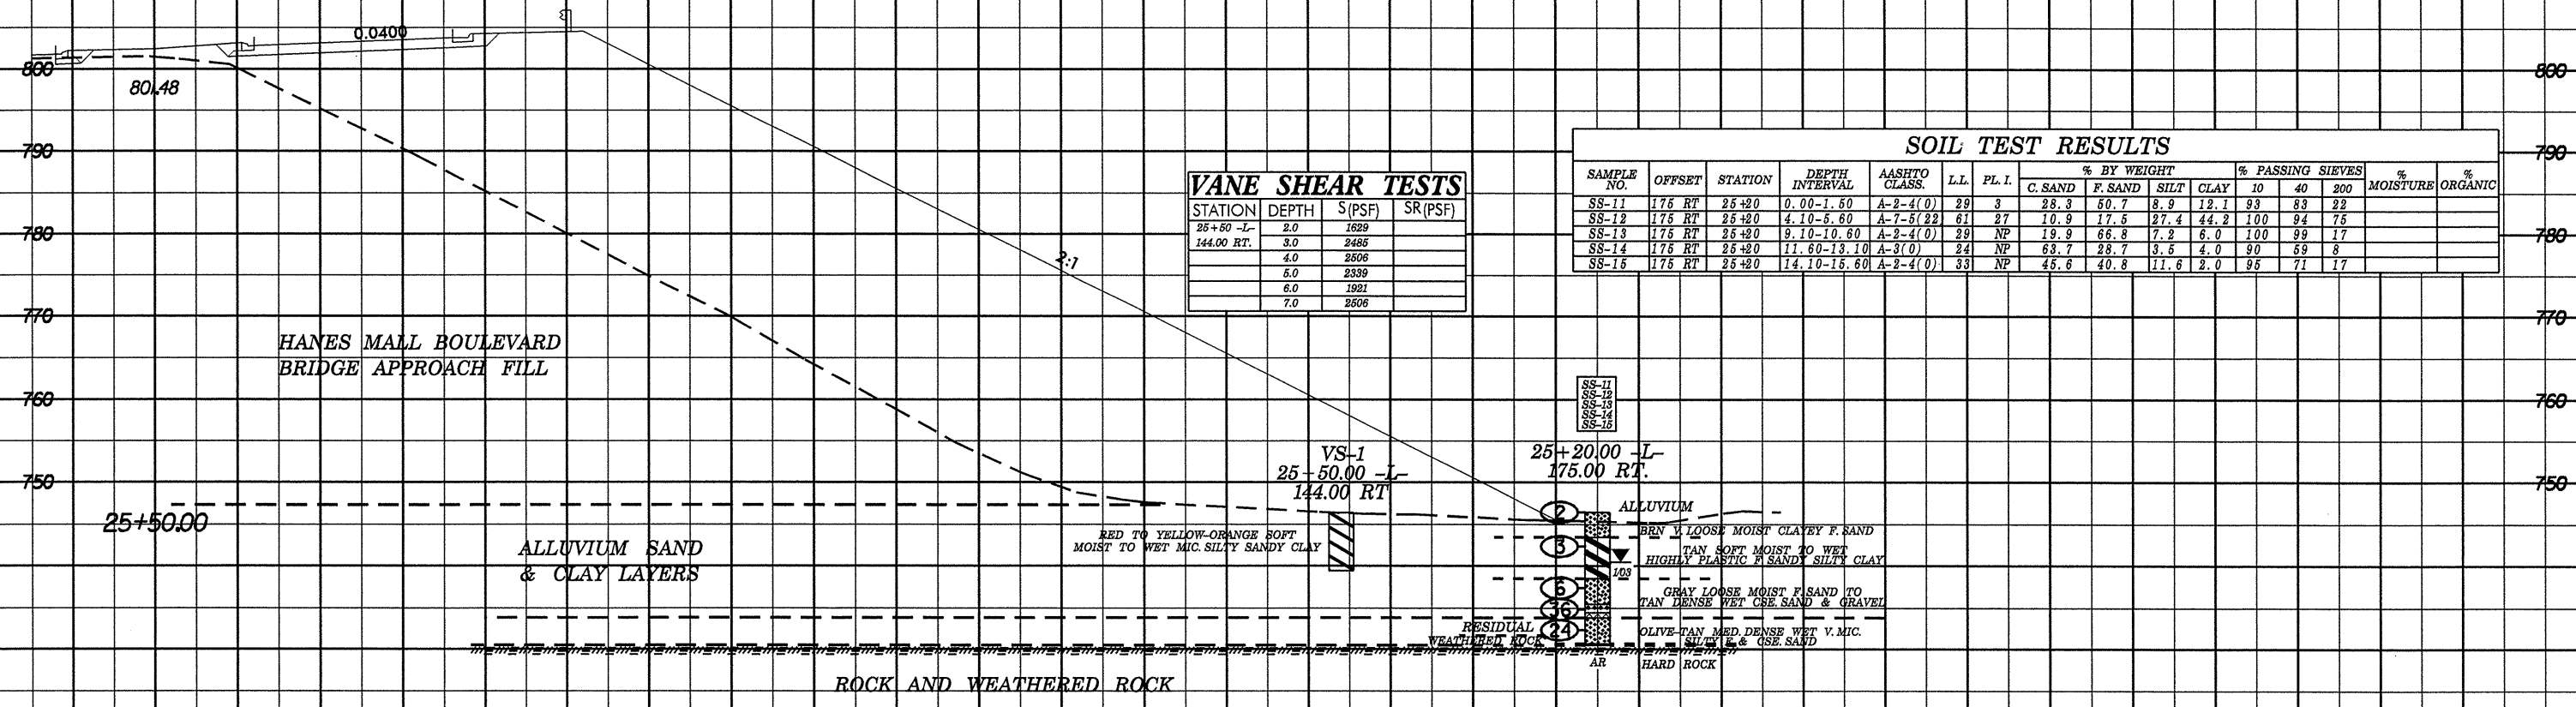 0.0400
800
800
801.48
790
790
SOIL TEST RESULTS
SAMPLE NO. OFFSET STATION DEPTH INTERVAL AASHTO CLASS. L.L. PL. I. % BY WEIGHT % PASSING SIEVES % MOISTURE % ORGANIC
C. SAND F. SAND SILT CLAY 10 40 200
SS-11 175 RT 25+20 0.00-1.50 A-2-4(0) 29 3 28.3 50.7 8.9 12.1 93 83 22
SS-12 175 RT 25+20 4.10-5.60 A-7-5(22 61 27 10.9 17.5 27.4 44.2 100 94 75
SS-13 175 RT 25+20 9.10-10.60 A-2-4(0) 29 NP 19.9 66.8 7.2 6.0 100 99 17
SS-14 175 RT 25+20 11.60-13.10 A-3(0) 24 NP 63.7 28.7 3.5 4.0 90 59 8
SS-15 175 RT 25+20 14.10-15.60 A-2-4(0) 33 NP 45.6 40.8 11.6 2.0 95 71 17
VANE SHEAR TESTS
STATION DEPTH S(PSF) SR(PSF)
25+50 -L- 2.0 1629
144.00 RT. 3.0 2485
4.0 2506
5.0 2339
6.0 1921
7.0 2506
780
780
2:1
770
770
HANES MALL BOULEVARD
BRIDGE APPROACH FILL
760
760
SS-11
SS-12
SS-13
SS-14
SS-15
VS-1
25+50.00 -L-
144.00 RT
25+20.00 -L-
175.00 RT.
750
750
25+50.00
2
ALLUVIUM
BRN V. LOOSE MOIST CLAYEY F. SAND
RED TO YELLOW-ORANGE SOFT
MOIST TO WET MIC. SILTY SANDY CLAY
ALLUVIUM SAND
& CLAY LAYERS
3
TAN SOFT MOIST TO WET
HIGHLY PLASTIC F SANDY SILTY CLAY
1/03
6
GRAY LOOSE MOIST F. SAND TO
TAN DENSE WET CSE. SAND & GRAVEL
36
RESIDUAL
WEATHERED ROCK
24
OLIVE-TAN MED. DENSE WET V. MIC.
SILTY F. & CSE. SAND
AR
HARD ROCK
ROCK AND WEATHERED ROCK